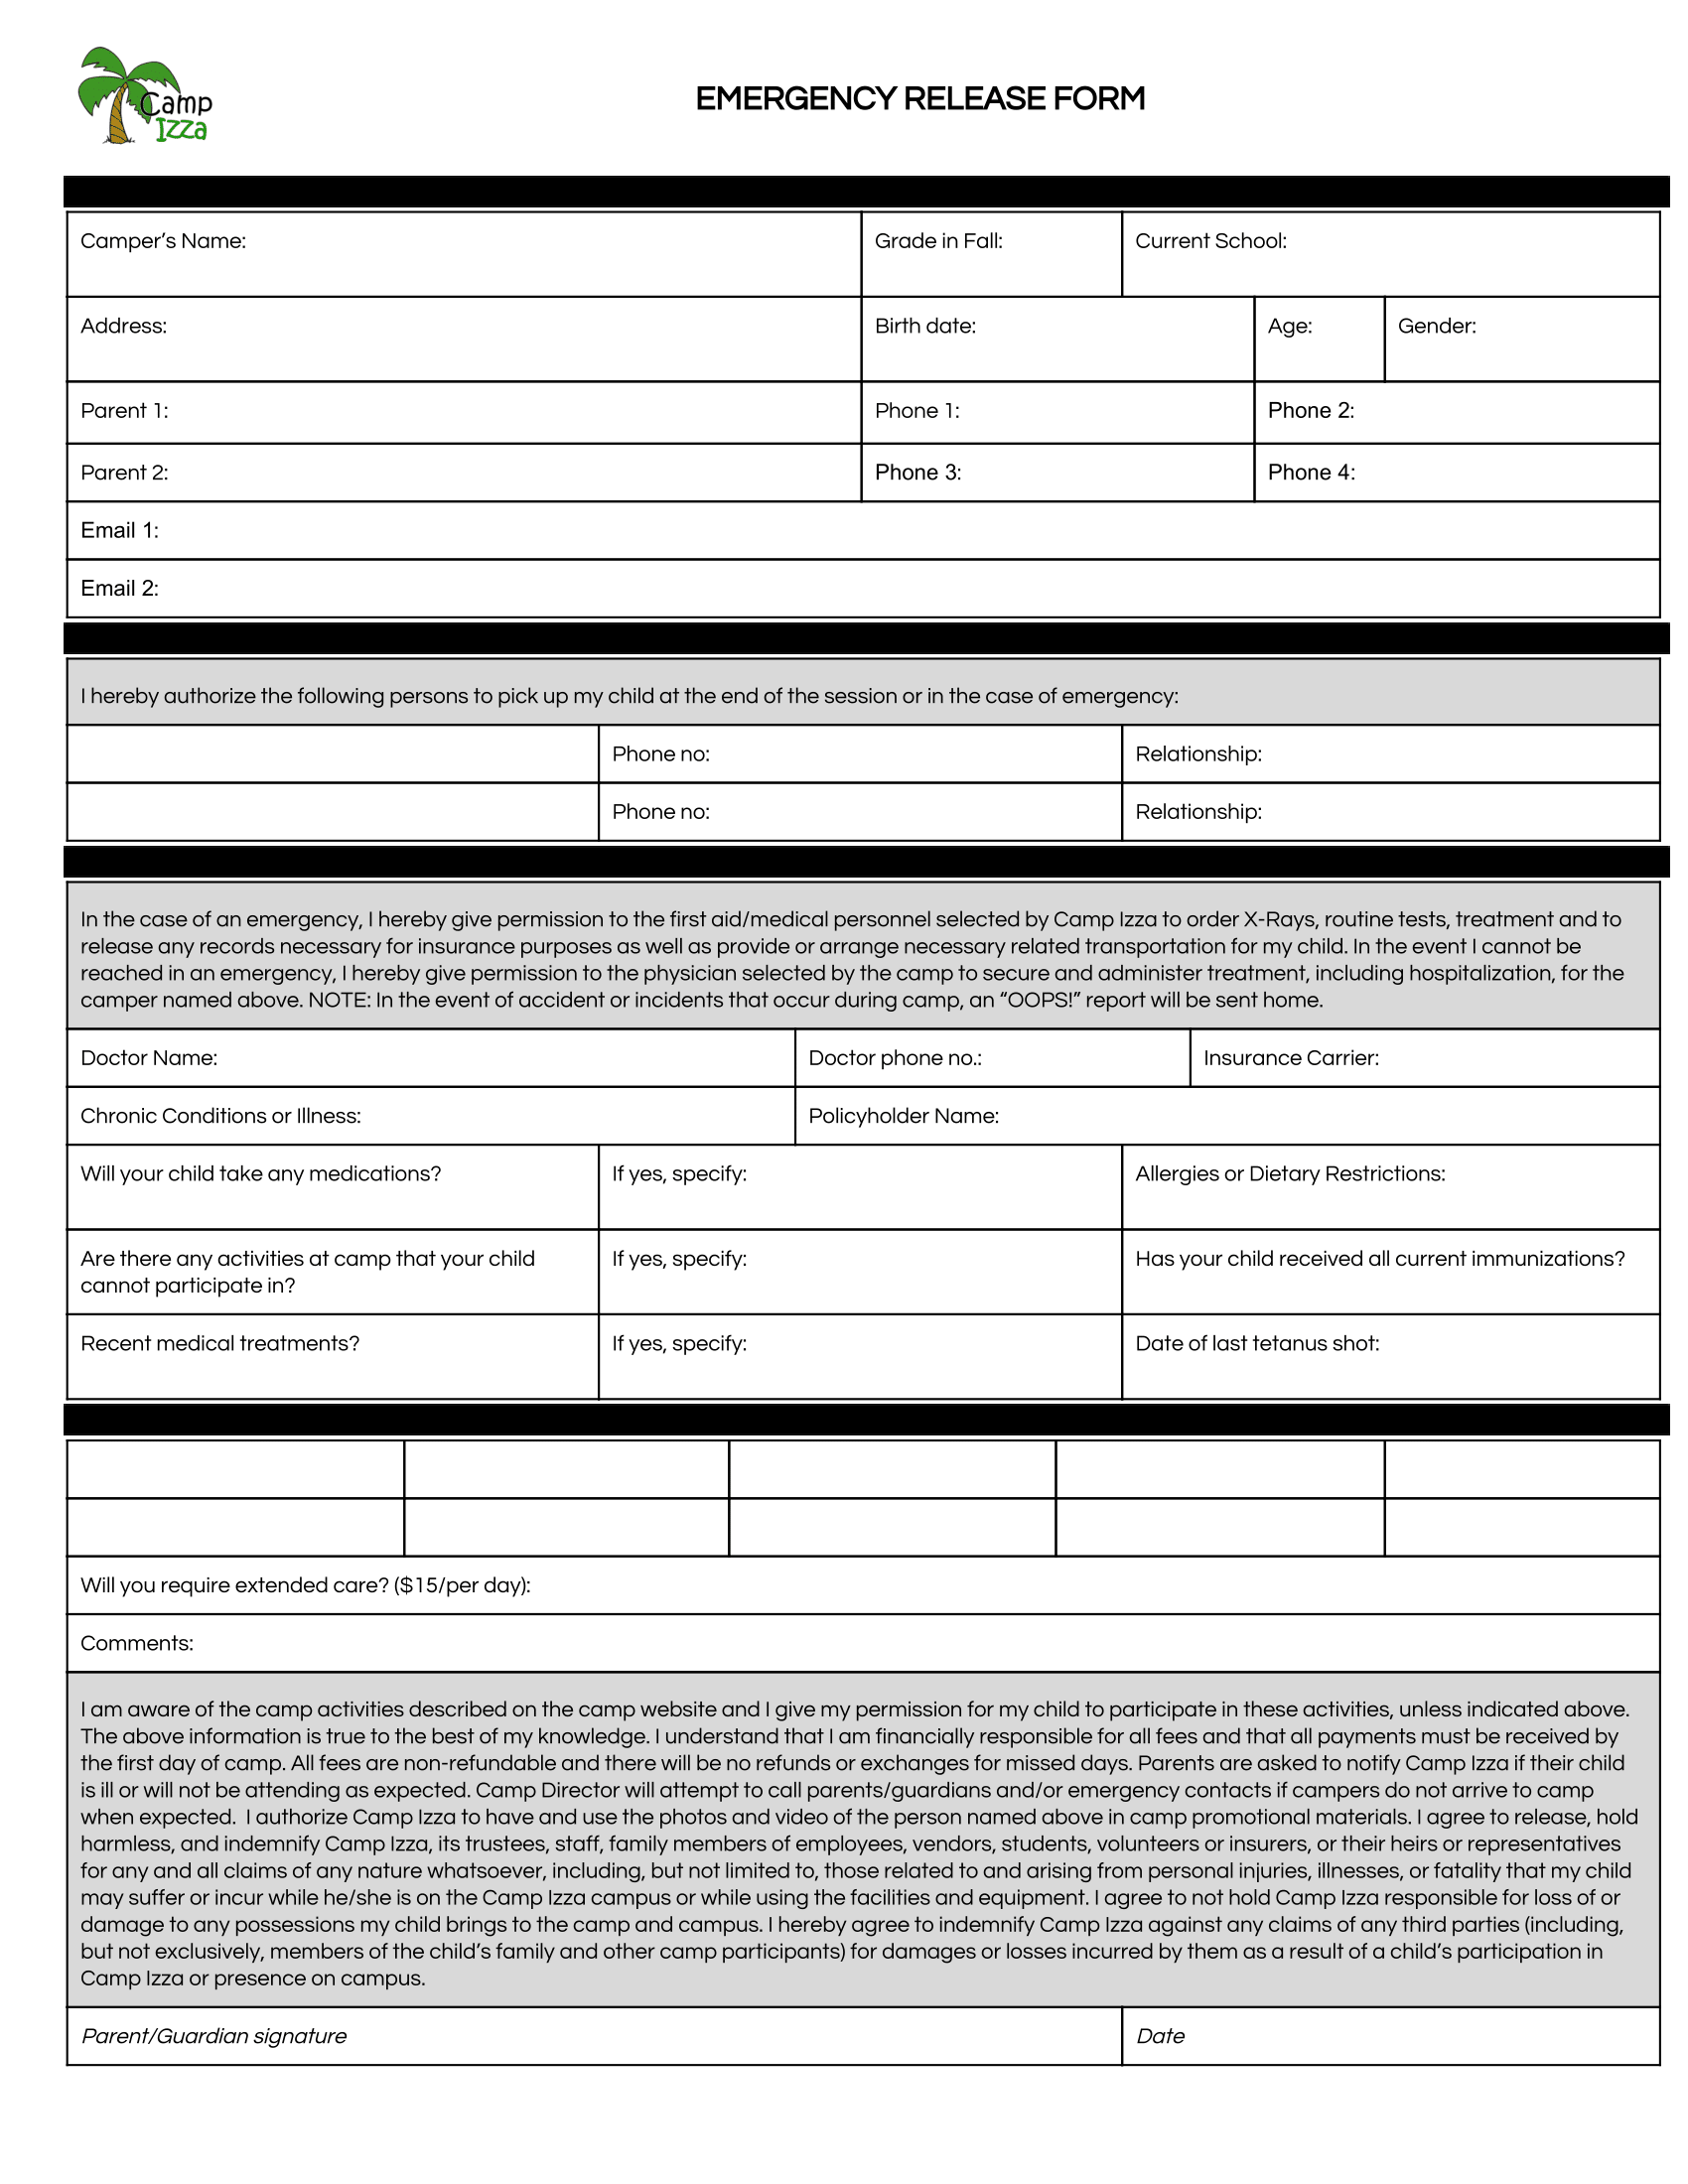 Camp
Izza
EMERGENCY RELEASE FORM
Camper’s Name:
Grade in Fall:
Current School:
Address:
Birth date:
Age:
Gender:
Parent 1:
Phone 1:
Phone 2:
Parent 2:
Phone 3:
Phone 4:
Email 1:
Email 2:
I hereby authorize the following persons to pick up my child at the end of the session or in the case of emergency:
Phone no:
Relationship:
Phone no:
Relationship:
In the case of an emergency, I hereby give permission to the first aid/medical personnel selected by Camp Izza to order X-Rays, routine tests, treatment and to
release any records necessary for insurance purposes as well as provide or arrange necessary related transportation for my child. In the event I cannot be
reached in an emergency, I hereby give permission to the physician selected by the camp to secure and administer treatment, including hospitalization, for the
camper named above. NOTE: In the event of accident or incidents that occur during camp, an “OOPS!” report will be sent home.
Doctor Name:
Doctor phone no.:
Insurance Carrier:
Chronic Conditions or Illness:
Policyholder Name:
Will your child take any medications?
If yes, specify:
Allergies or Dietary Restrictions:
Are there any activities at camp that your child
cannot participate in?
If yes, specify:
Has your child received all current immunizations?
Recent medical treatments?
If yes, specify:
Date of last tetanus shot:
Will you require extended care? ($15/per day):
Comments:
I am aware of the camp activities described on the camp website and I give my permission for my child to participate in these activities, unless indicated above.
The above information is true to the best of my knowledge. I understand that I am financially responsible for all fees and that all payments must be received by
the first day of camp. All fees are non-refundable and there will be no refunds or exchanges for missed days. Parents are asked to notify Camp Izza if their child
is ill or will not be attending as expected. Camp Director will attempt to call parents/guardians and/or emergency contacts if campers do not arrive to camp
when expected.  I authorize Camp Izza to have and use the photos and video of the person named above in camp promotional materials. I agree to release, hold
harmless, and indemnify Camp Izza, its trustees, staff, family members of employees, vendors, students, volunteers or insurers, or their heirs or representatives
for any and all claims of any nature whatsoever, including, but not limited to, those related to and arising from personal injuries, illnesses, or fatality that my child
may suffer or incur while he/she is on the Camp Izza campus or while using the facilities and equipment. I agree to not hold Camp Izza responsible for loss of or
damage to any possessions my child brings to the camp and campus. I hereby agree to indemnify Camp Izza against any claims of any third parties (including,
but not exclusively, members of the child’s family and other camp participants) for damages or losses incurred by them as a result of a child’s participation in
Camp Izza or presence on campus.
Parent/Guardian signature
Date